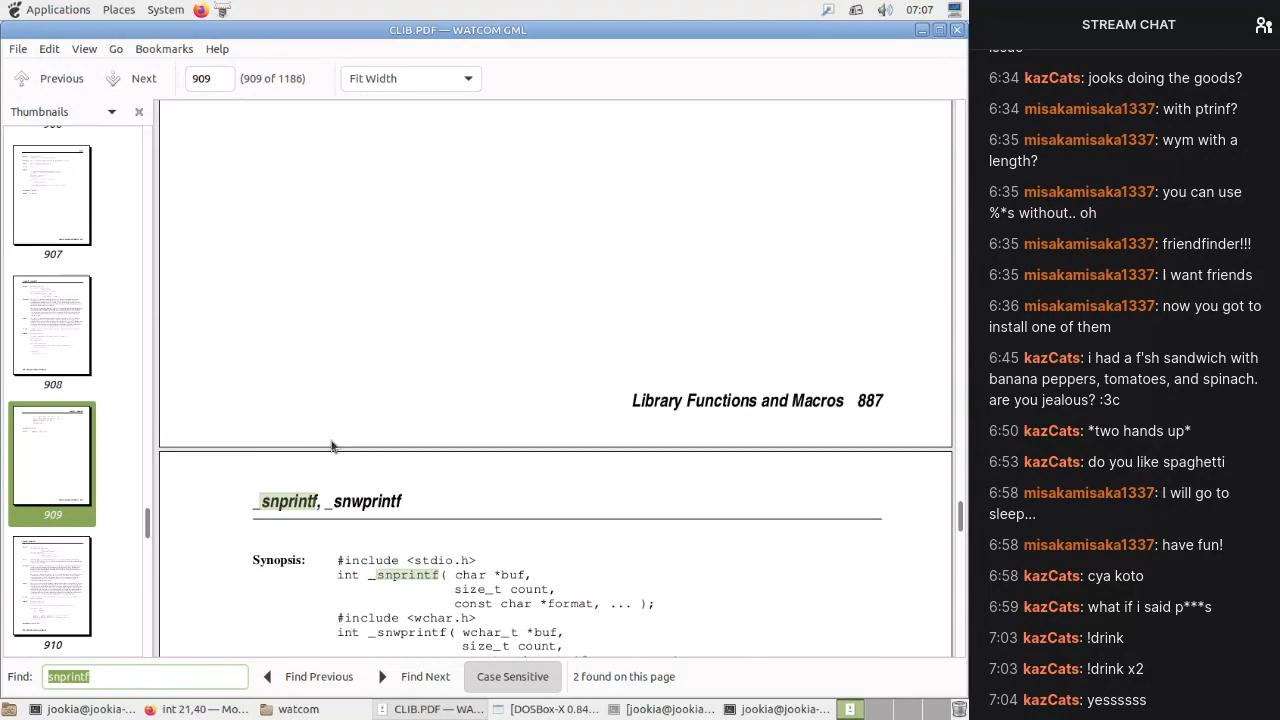 Applications Places System 07:07
CLIB.PDF — WATCOM GML
File Edit View Go Bookmarks Help
Previous Next 909 (909 of 1186) Fit Width
Thumbnails
907
908
909
910
Library Functions and Macros 887
_snprintf, _snwprintf
Synopsis: #include <stdio.h>
int _snprintf( char *buf,
size_t count,
const char *format, ... );
#include <wchar.h>
int _snwprintf( wchar_t *buf,
size_t count,
Find: snprintf Find Previous Find Next Case Sensitive 2 found on this page
jookia@jookia-... int 21,40 — Mo... watcom CLIB.PDF — WA... [DOSBox-X 0.84... [jookia@jookia-... jookia@jookia-...
STREAM CHAT
6:34 kazCats: jooks doing the goods?
6:34 misakamisaka1337: with ptrinf?
6:35 misakamisaka1337: wym with a
length?
6:35 misakamisaka1337: you can use
%*s without.. oh
6:35 misakamisaka1337: friendfinder!!!
6:35 misakamisaka1337: I want friends
6:36 misakamisaka1337: now you got to
install one of them
6:45 kazCats: i had a f'sh sandwich with
banana peppers, tomatoes, and spinach.
are you jealous? :3c
6:50 kazCats: *two hands up*
6:53 kazCats: do you like spaghetti
6:58 misakamisaka1337: I will go to
sleep...
6:58 misakamisaka1337: have fun!
6:58 kazCats: cya koto
6:59 kazCats: what if i said p***s
7:03 kazCats: !drink
7:03 kazCats: !drink x2
7:04 kazCats: yessssss